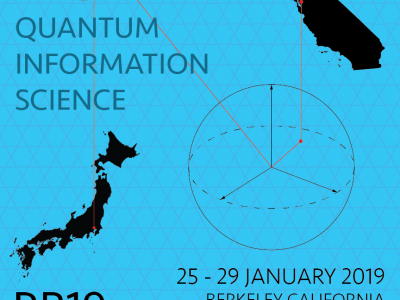 QUANTUM
INFORMATION
SCIENCE
25 - 29 JANUARY 2019
BERKELEY CALIFORNIA